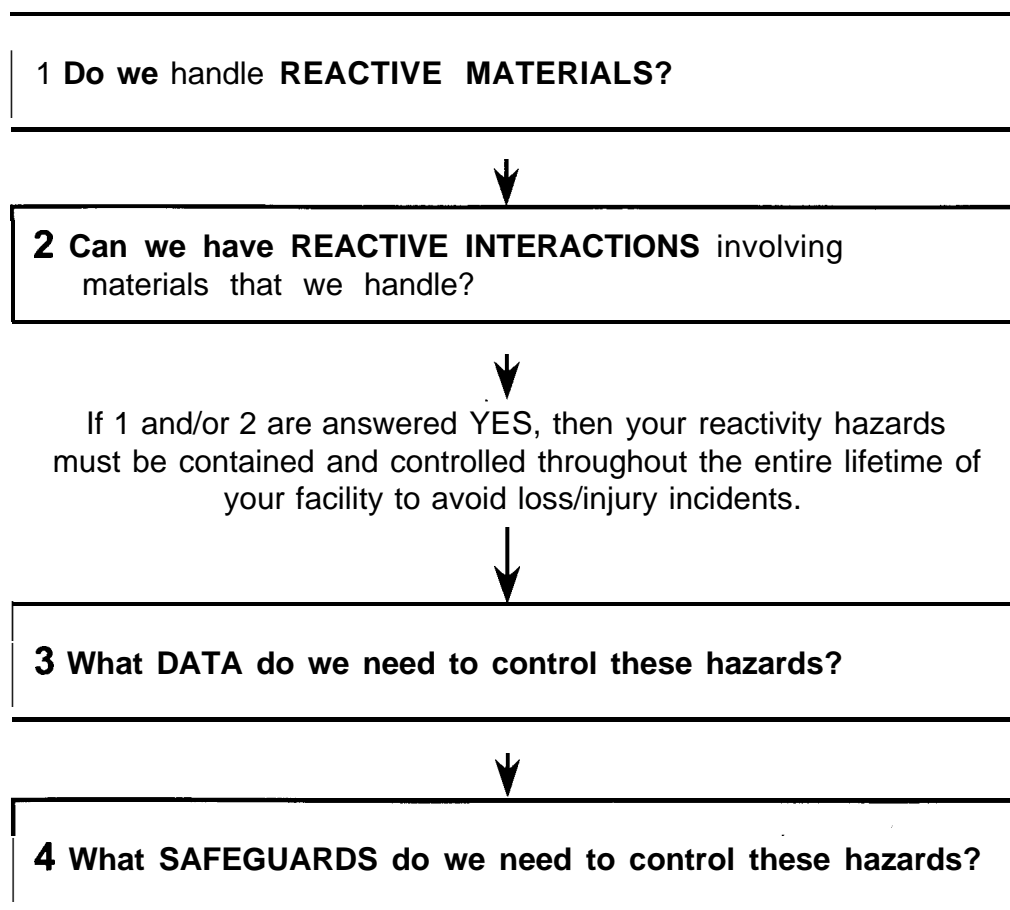 1 Do we handle REACTIVE MATERIALS?
2 Can we have REACTIVE INTERACTIONS involving
materials that we handle?
If 1 and/or 2 are answered YES, then your reactivity hazards
must be contained and controlled throughout the entire lifetime of
your facility to avoid loss/injury incidents.
3 What DATA do we need to control these hazards?
4 What SAFEGUARDS do we need to control these hazards?